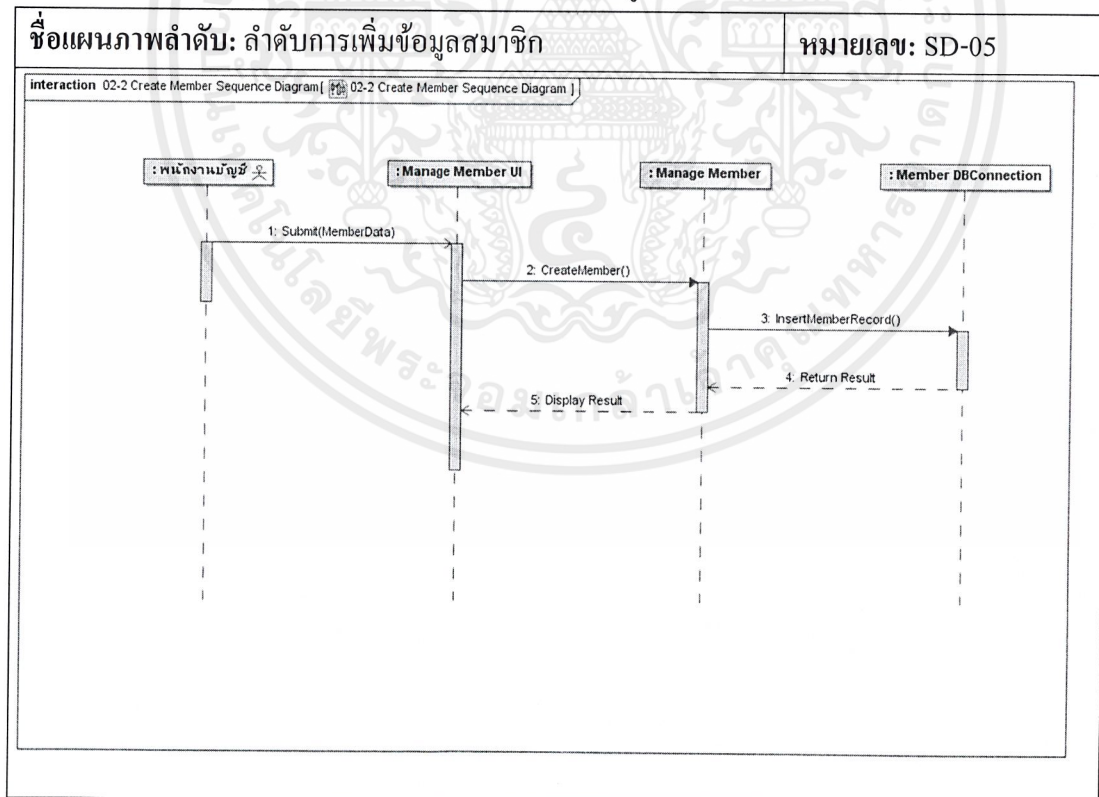 ชื่อแผนภาพลำดับ: ลำดับการเพิ่มข้อมูลสมาชิก
หมายเลข: SD-05
interaction 02-2 Create Member Sequence Diagram[ 02-2 Create Member Sequence Diagram ]
: พนักงานบัญชี
: Manage Member UI
: Manage Member
: Member DBConnection
1: Submit(MemberData)
2: CreateMember()
3: InsertMemberRecord()
4: Return Result
5: Display Result